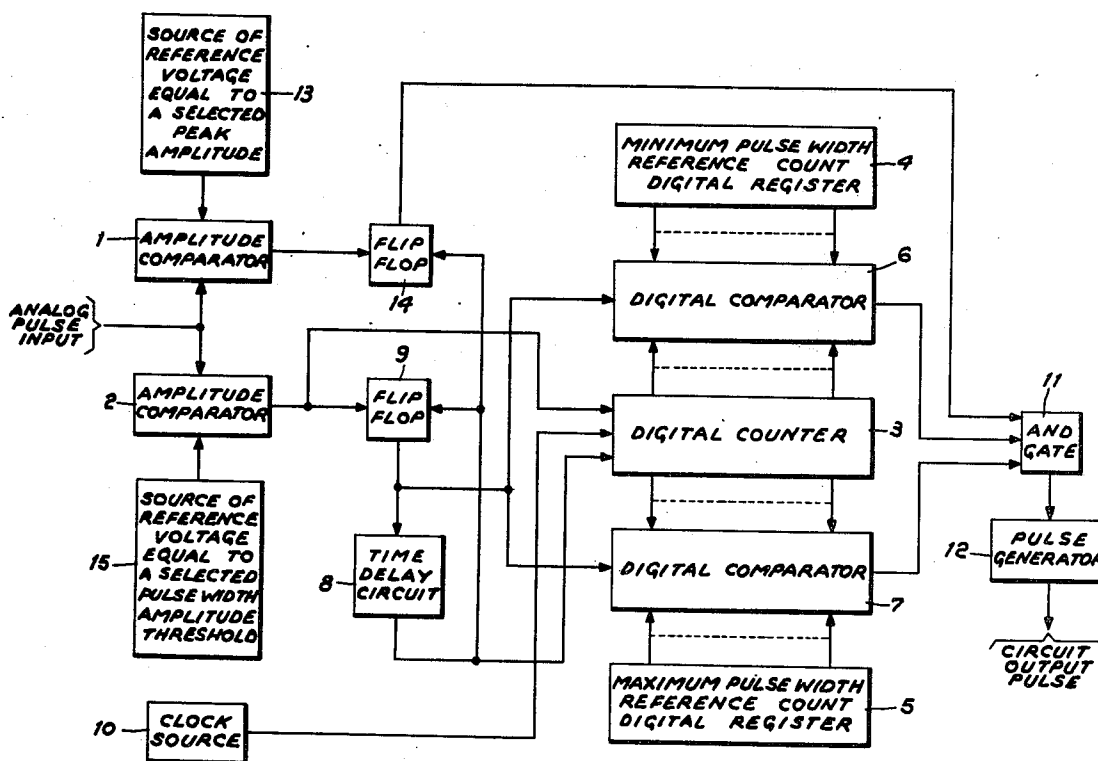 SOURCE OF
REFERENCE
VOLTAGE
EQUAL TO
A SELECTED
PEAK
AMPLITUDE
13
MINIMUM PULSE WIDTH
REFERENCE COUNT
DIGITAL REGISTER
4
1
AMPLITUDE
COMPARATOR
FLIP
FLOP
14
6
DIGITAL COMPARATOR
ANALOG
PULSE
INPUT
2
AMPLITUDE
COMPARATOR
9
FLIP
FLOP
DIGITAL COUNTER
3
11
AND
GATE
15
SOURCE OF
REFERENCE
VOLTAGE
EQUAL TO
A SELECTED
PULSE WIDTH
AMPLITUDE
THRESHOLD
8
TIME
DELAY
CIRCUIT
DIGITAL COMPARATOR
7
12
PULSE
GENERATOR
CIRCUIT
OUTPUT
PULSE
MAXIMUM PULSE WIDTH
REFERENCE COUNT
DIGITAL REGISTER
5
10
CLOCK
SOURCE